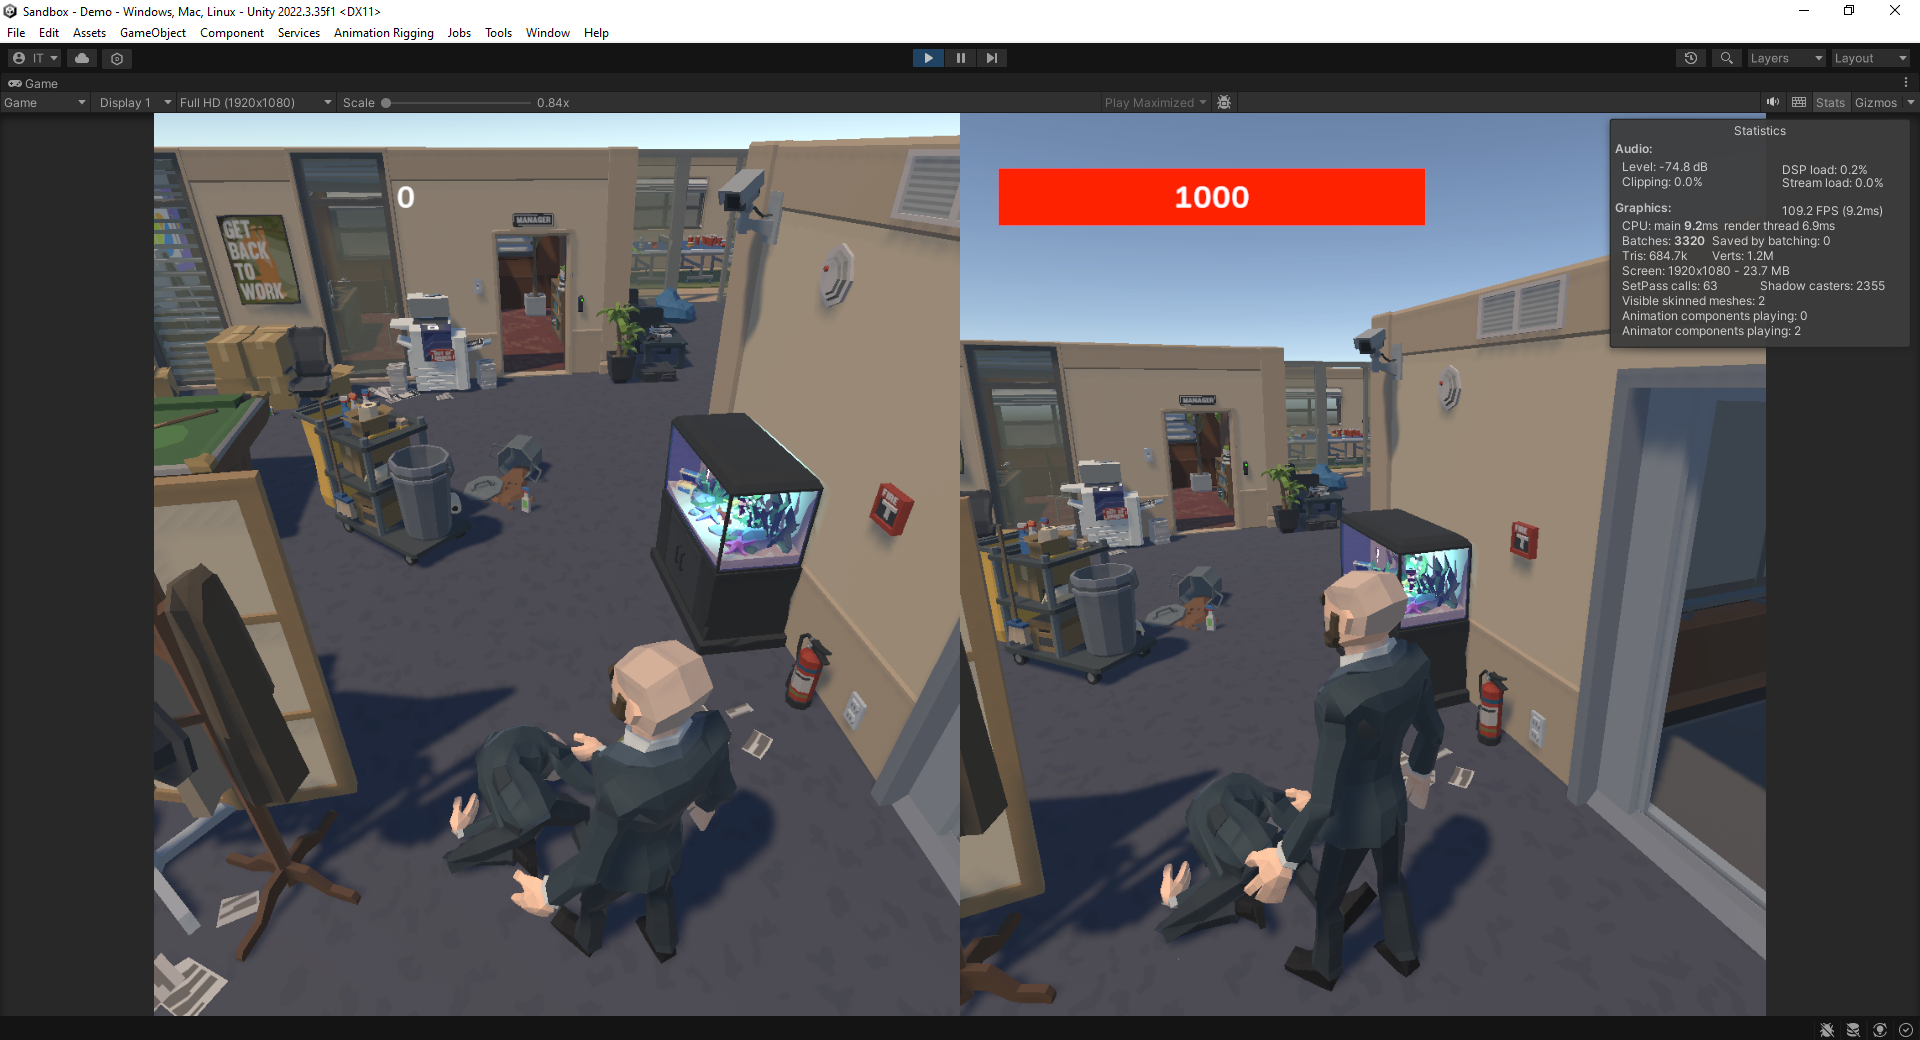 Sandbox - Demo - Windows, Mac, Linux - Unity 2022.3.35f1 <DX11>
File Edit Assets GameObject Component Services Animation Rigging Jobs Tools Window Help
IT
Layers
Layout
Game
Game
Display 1
Full HD (1920x1080)
Scale
0.84x
Play Maximized
Stats
Gizmos
0
GET
BACK
TO
WORK
MANAGER
FIRE
1000
MANAGER
FIRE
Statistics
Audio:
Level: -74.8 dB
DSP load: 0.2%
Clipping: 0.0%
Stream load: 0.0%
Graphics:
109.2 FPS (9.2ms)
CPU: main 9.2ms render thread 6.9ms
Batches: 3320 Saved by batching: 0
Tris: 684.7k Verts: 1.2M
Screen: 1920x1080 - 23.7 MB
SetPass calls: 63 Shadow casters: 2355
Visible skinned meshes: 2
Animation components playing: 0
Animator components playing: 2